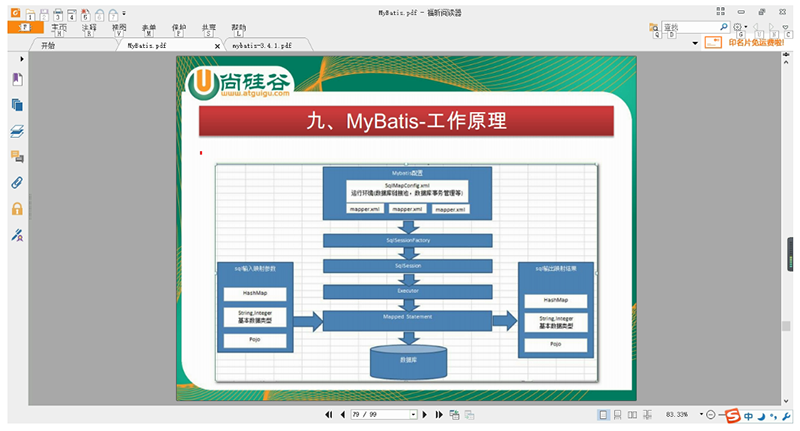 MyBatis.pdf - 福昕阅读器
文件 主页 注释 视图 表单 保护 共享 帮助
F H R W M P S L
查找
印名片免运费啦!
开始 MyBatis.pdf mybatis-3.4.1.pdf
尚硅谷
www.atguigu.com
九、MyBatis-工作原理
Mybatis配置
SqlMapConfig.xml
运行环境(数据库链接池、数据库事务管理等)
mapper.xml mapper.xml mapper.xml
SqlSessionFactory
SqlSession
Executor
Mapped Statement
数据库
sql输入映射参数
HashMap
String,Integer
基本数据类型
Pojo
sql输出映射结果
HashMap
String,Integer
基本数据类型
Pojo
79 / 99
83.33%
中